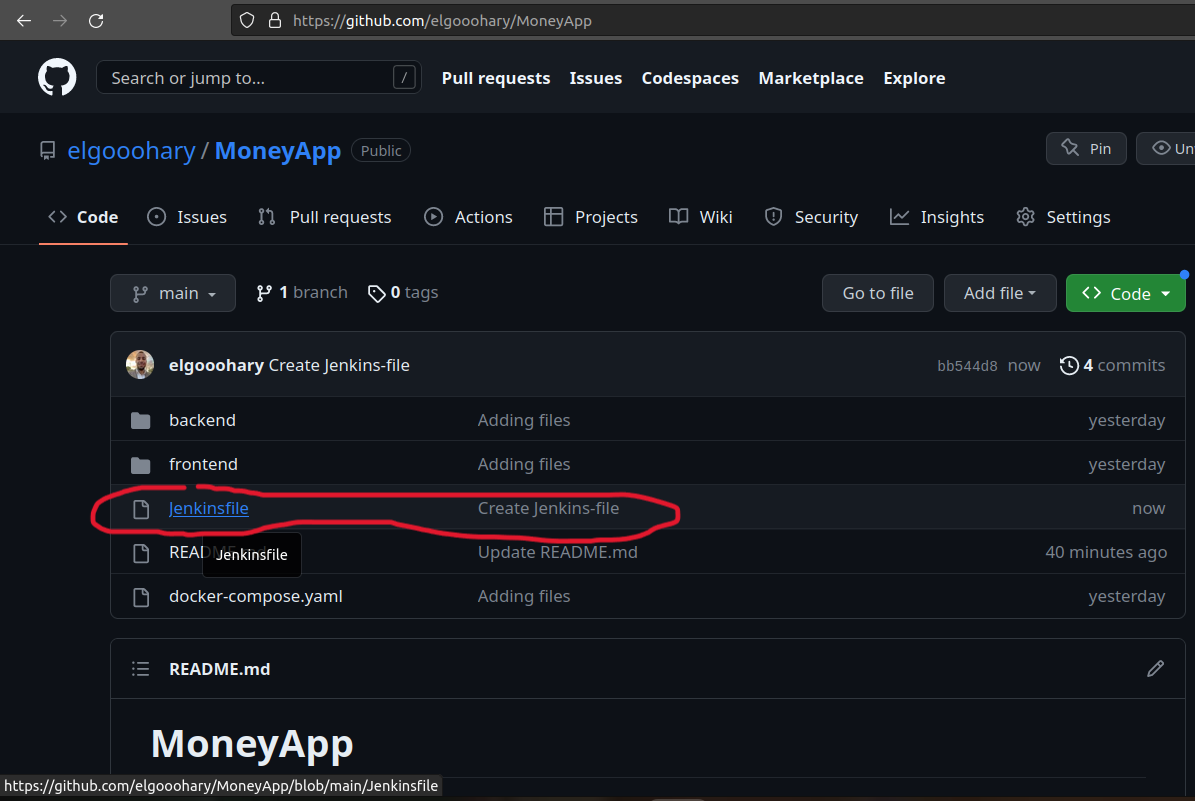 https://github.com/elgooohary/MoneyApp
Search or jump to... / Pull requests Issues Codespaces Marketplace Explore
elgooohary / MoneyApp Public Pin
Code Issues Pull requests Actions Projects Wiki Security Insights Settings
main 1 branch 0 tags Go to file Add file Code
elgooohary Create Jenkins-file bb544d8 now 4 commits
backend Adding files yesterday
frontend Adding files yesterday
Jenkinsfile Create Jenkins-file now
Update README.md 40 minutes ago
Jenkinsfile
docker-compose.yaml Adding files yesterday
README.md
MoneyApp
https://github.com/elgooohary/MoneyApp/blob/main/Jenkinsfile